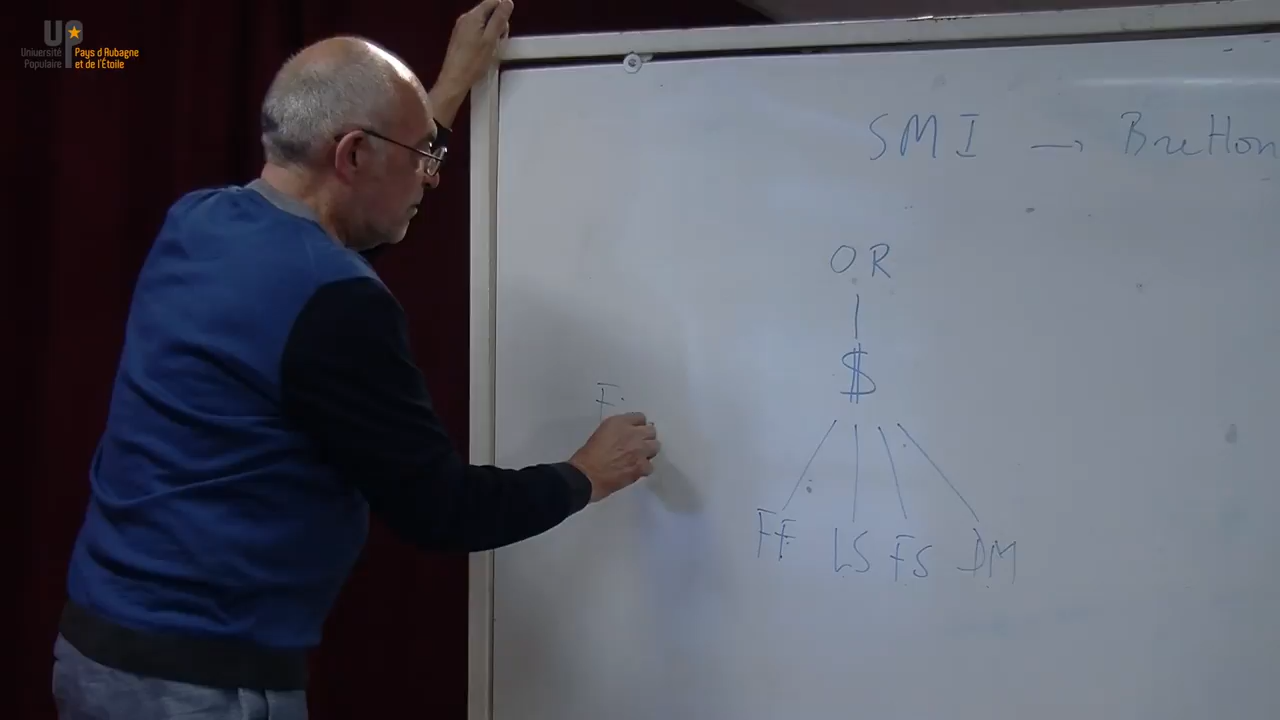 UP
Université
Populaire
Pays d'Aubagne
et de l'Étoile
SMI → Bretton
OR
$
F
FF LS FS DM